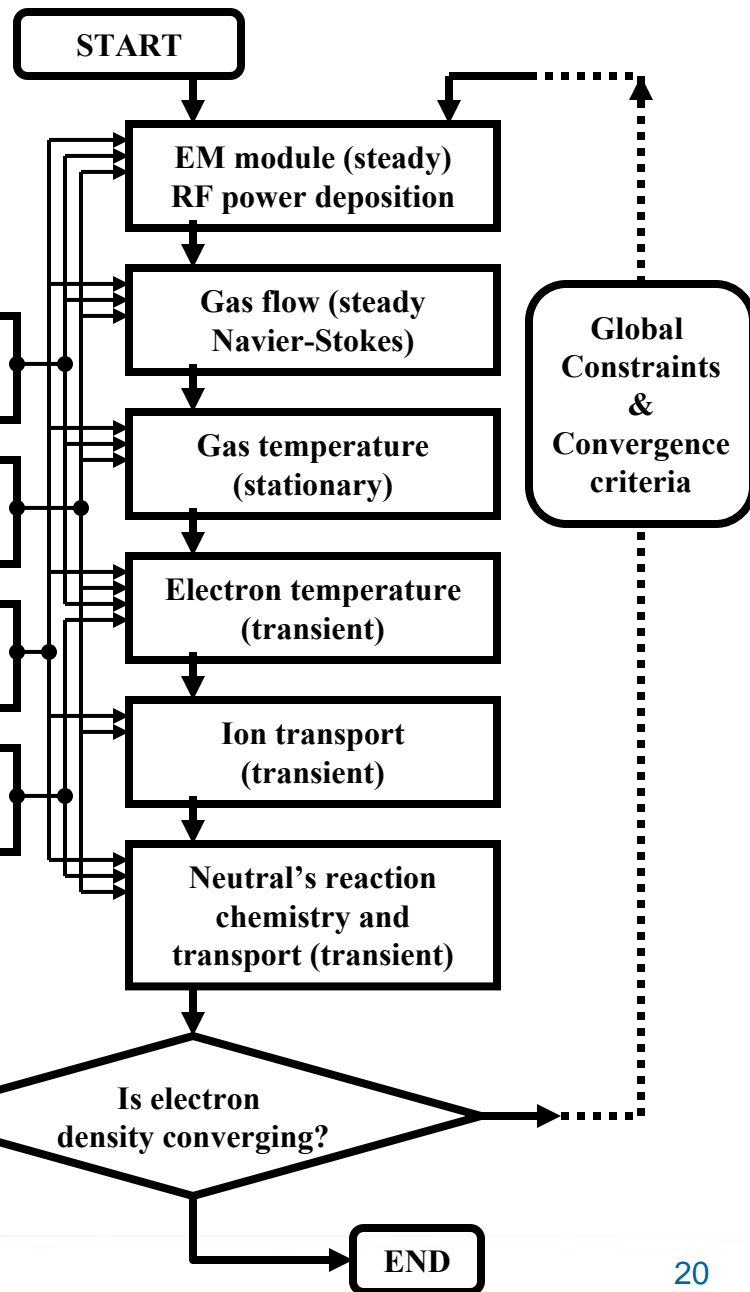 START
EM module (steady)
RF power deposition
Gas flow (steady
Navier-Stokes)
Gas temperature
(stationary)
Electron temperature
(transient)
Ion transport
(transient)
Neutral’s reaction
chemistry and
transport (transient)
Is electron
density converging?
END
Global
Constraints
&
Convergence
criteria
20